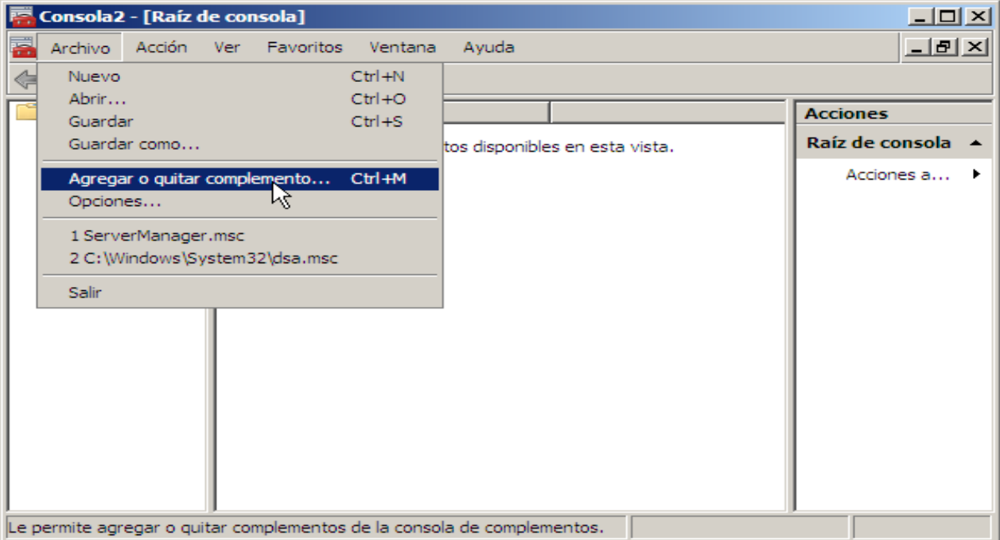 Consola2 - [Raíz de consola]
Archivo Acción Ver Favoritos Ventana Ayuda
Nuevo Ctrl+N
Abrir... Ctrl+O
Guardar Ctrl+S
Guardar como...
Agregar o quitar complemento... Ctrl+M
Opciones...
1 ServerManager.msc
2 C:\Windows\System32\dsa.msc
Salir
tos disponibles en esta vista.
Acciones
Raíz de consola
Acciones a...
Le permite agregar o quitar complementos de la consola de complementos.